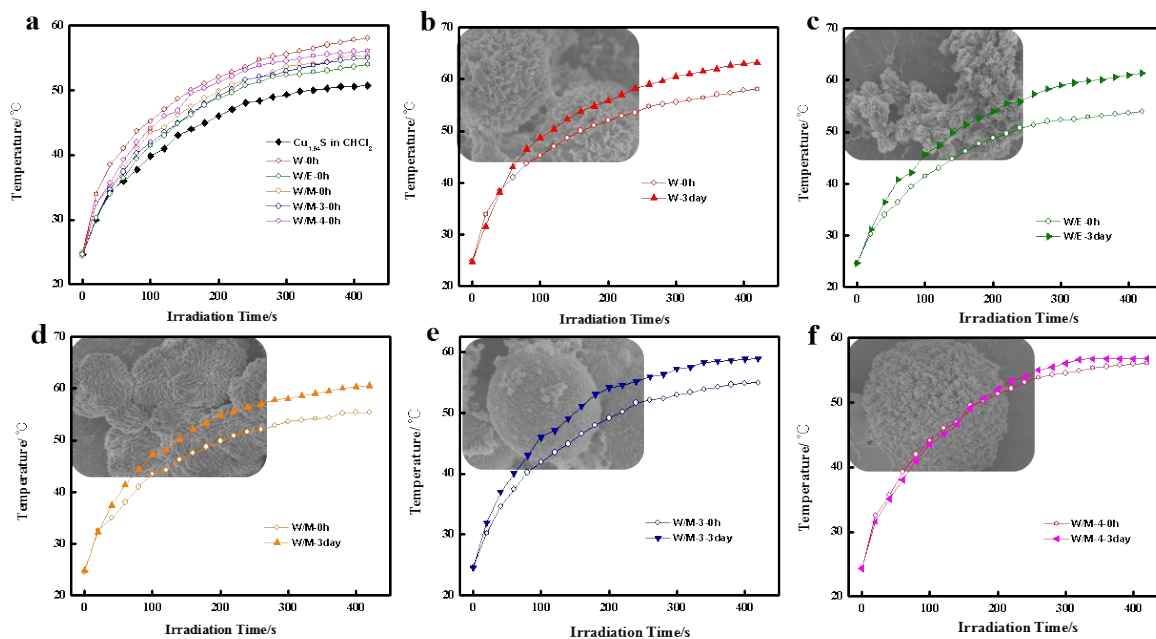 a
60
50
40
30
20
Temperature/℃
Cu1.94S in CHCl2
W-0h
W/E-0h
W/M-0h
W/M-3-0h
W/M-4-0h
0 100 200 300 400
Irradiation Time/s
b
70
60
50
40
30
20
Temperature/℃
W-0h
W-3day
0 100 200 300 400
Irradiation Time/s
c
70
60
50
40
30
20
Temperature/℃
W/E-0h
W/E-3day
0 100 200 300 400
Irradiation Time/s
d
70
60
50
40
30
20
Temperature/℃
W/M-0h
W/M-3day
0 100 200 300 400
Irradiation Time/s
e
60
50
40
30
20
Temperature/℃
W/M-3-0h
W/M-3-3day
0 100 200 300 400
Irradiation Time/s
f
60
50
40
30
20
Temperature/℃
W/M-4-0h
W/M-4-3day
0 100 200 300 400
Irradiation Time/s